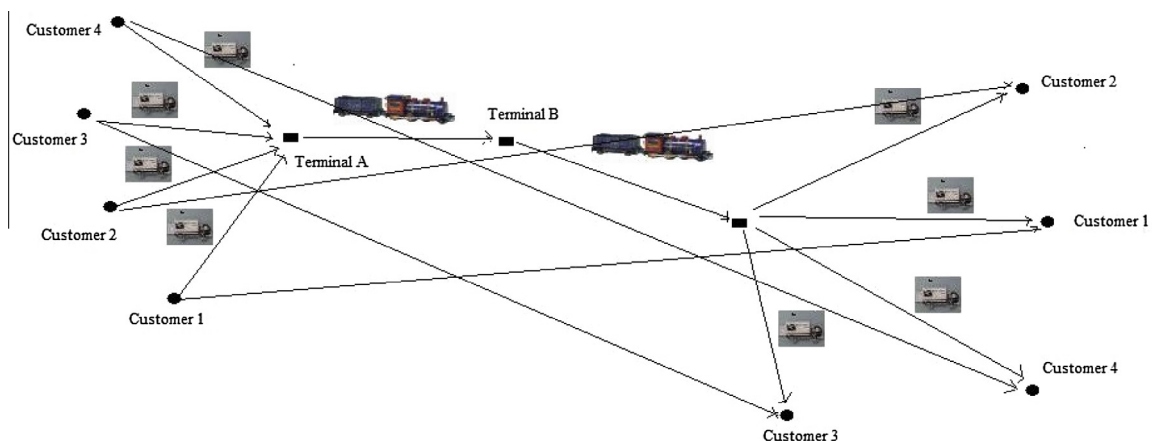 Customer 4
Customer 3
Customer 2
Customer 1
Terminal A
Terminal B
Customer 2
Customer 1
Customer 4
Customer 3